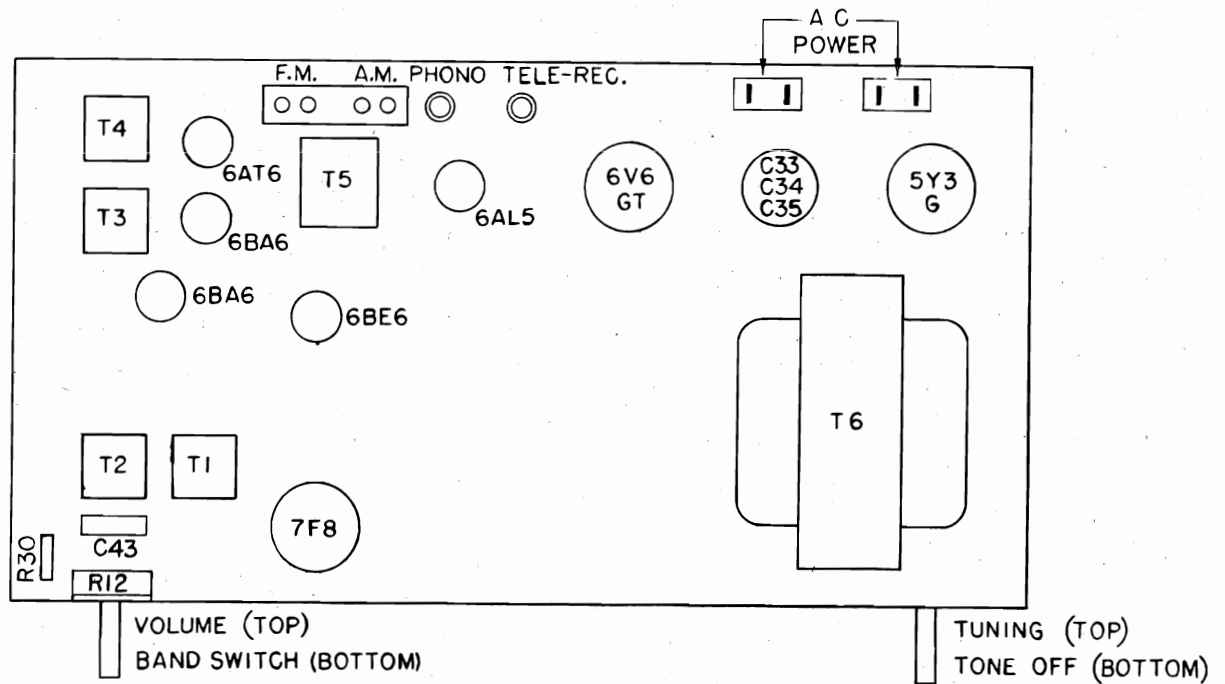 A C
POWER
F.M. A.M. PHONO TELE-REC.
T4
6AT6
T5
6AL5
6V6
GT
C33
C34
C35
5Y3
G
T3
6BA6
6BA6
6BE6
T6
T2
T1
7F8
C43
R30
R12
VOLUME (TOP)
BAND SWITCH (BOTTOM)
TUNING (TOP)
TONE OFF (BOTTOM)